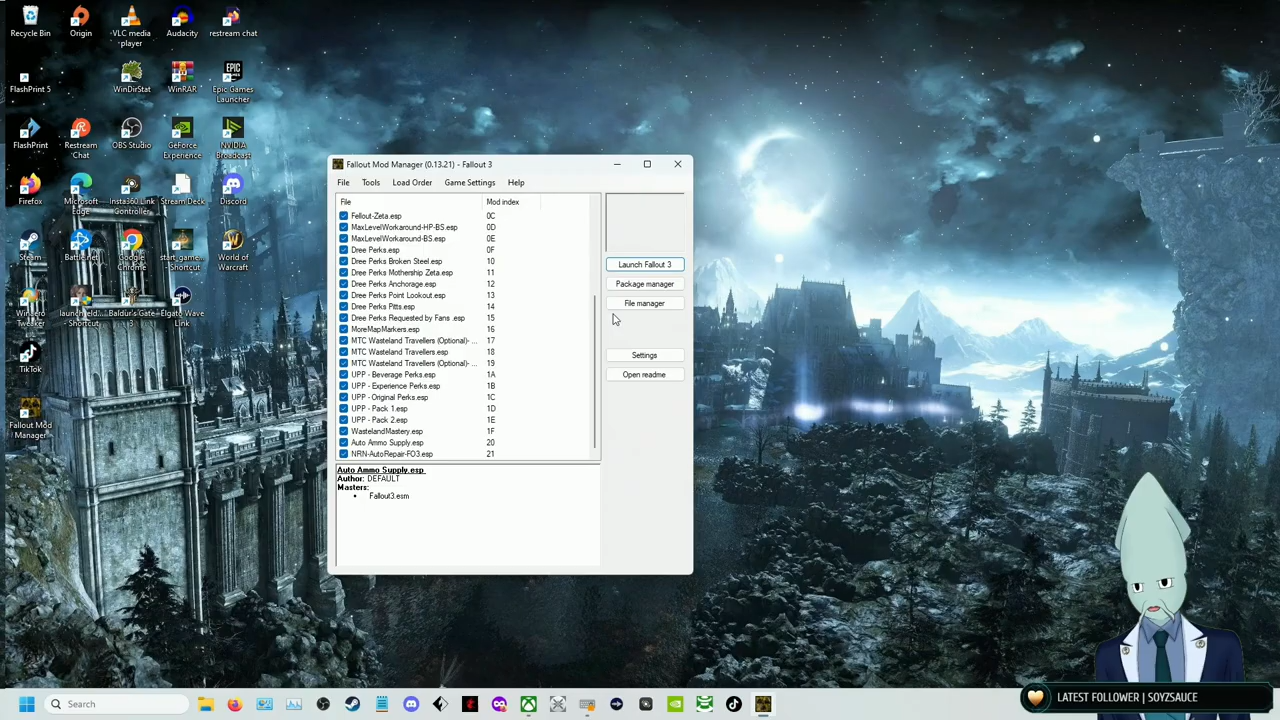 Recycle Bin
Origin
VLC media player
Audacity
restream chat
FlashPrint 5
WinDirStat
WinRAR
EPIC GAMES
Epic Games Launcher
FlashPrint
Restream Chat
OBS Studio
GeForce Experience
NVIDIA Broadcast
Firefox
Microsoft Edge
Insta360 Link Controller
Stream Deck
Discord
Steam
Battle.net
Google Chrome
start_game... - Shortcut
World of Warcraft
Winaero Tweaker
Baldur's Gate 3
Elgato Wave Link
TikTok
Fallout Mod Manager
Fallout Mod Manager (0.13.21) - Fallout 3
File Tools Load Order Game Settings Help
File Mod index
Fellout-Zeta.esp 0C
MaxLevelWorkaround-HP-BS.esp 0D
MaxLevelWorkaround-BS.esp 0E
Dree Perks.esp 0F
Dree Perks Broken Steel.esp 10
Dree Perks Mothership Zeta.esp 11
Dree Perks Anchorage.esp 12
Dree Perks Point Lookout.esp 13
Dree Perks Pitts.esp 14
Dree Perks Requested by Fans .esp 15
MoreMapMarkers.esp 16
MTC Wasteland Travellers (Optional)- ... 17
MTC Wasteland Travellers.esp 18
MTC Wasteland Travellers (Optional)- ... 19
UPP - Beverage Perks.esp 1A
UPP - Experience Perks.esp 1B
UPP - Original Perks.esp 1C
UPP - Pack 1.esp 1D
UPP - Pack 2.esp 1E
WastelandMastery.esp 1F
Auto Ammo Supply.esp 20
NRN-AutoRepair-FO3.esp 21
Launch Fallout 3
Package manager
File manager
Settings
Open readme
Auto Ammo Supply.esp
Author: DEFAULT
Masters:
• Fallout3.esm
Search
LATEST FOLLOWER | SOYZSAUCE